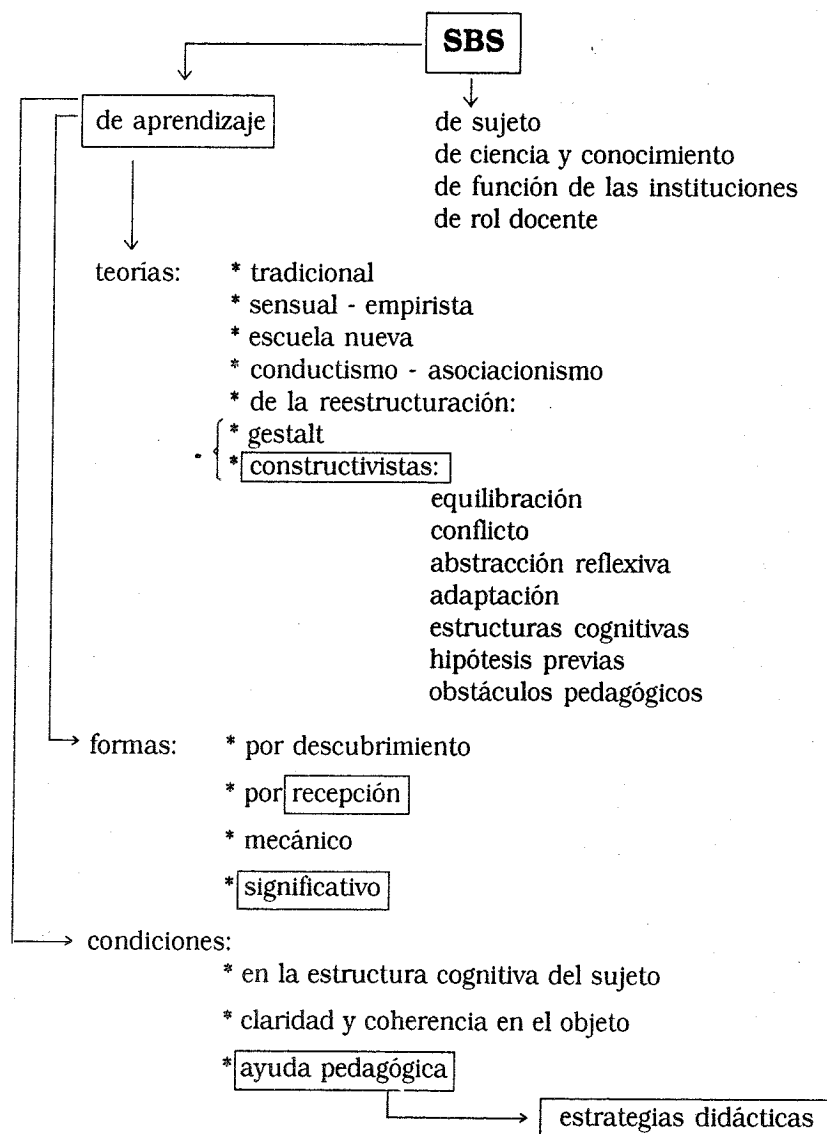 SBS
de aprendizaje
de sujeto
de ciencia y conocimiento
de función de las instituciones
de rol docente
teorías:
* tradicional
* sensual - empirista
* escuela nueva
* conductismo - asociacionismo
* de la reestructuración:
* gestalt
* constructivistas:
equilibración
conflicto
abstracción reflexiva
adaptación
estructuras cognitivas
hipótesis previas
obstáculos pedagógicos
formas:
* por descubrimiento
* por recepción
* mecánico
* significativo
condiciones:
* en la estructura cognitiva del sujeto
* claridad y coherencia en el objeto
* ayuda pedagógica
estrategias didácticas